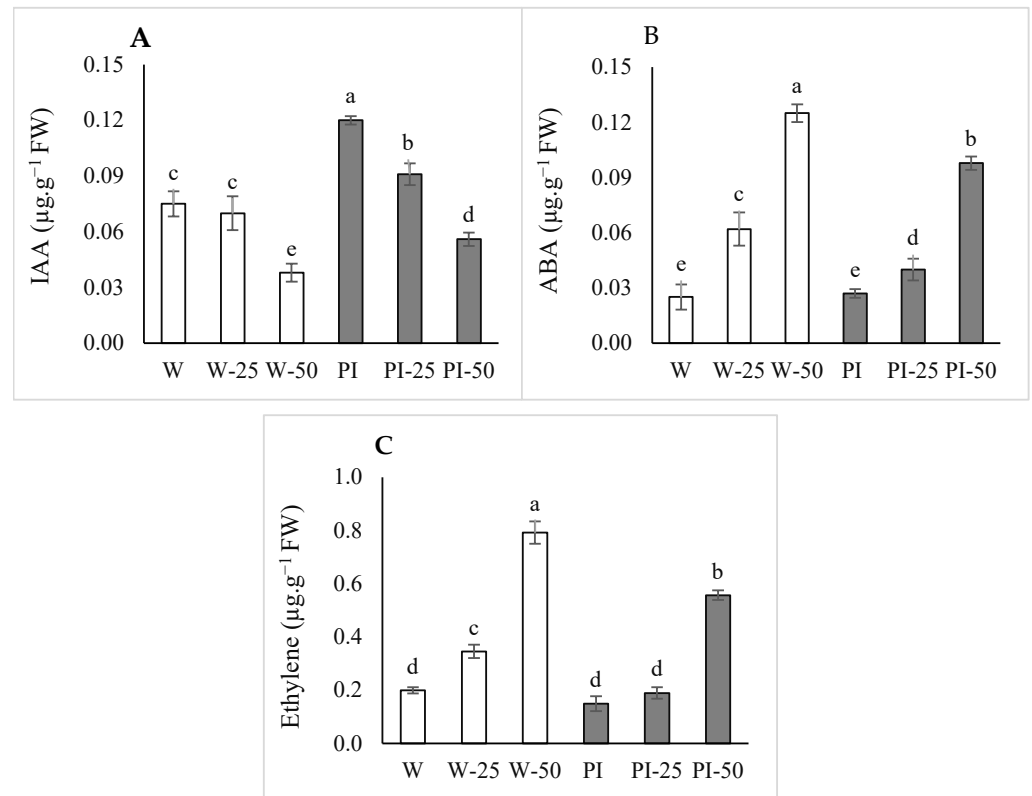 A
IAA (µg.g⁻¹ FW)
0.15
0.12
0.09
0.06
0.03
0.00
c
c
e
a
b
d
W W-25 W-50 PI PI-25 PI-50
B
ABA (µg.g⁻¹ FW)
0.15
0.12
0.09
0.06
0.03
0.00
e
c
a
e
d
b
W W-25 W-50 PI PI-25 PI-50
C
Ethylene (µg.g⁻¹ FW)
1.0
0.8
0.6
0.4
0.2
0.0
d
c
a
d
d
b
W W-25 W-50 PI PI-25 PI-50